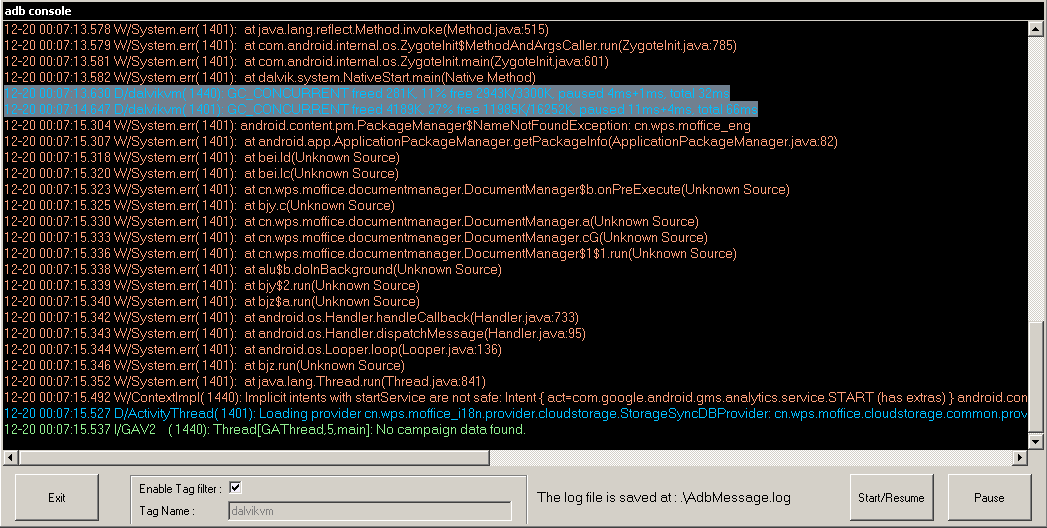 adb console
12-20 00:07:13.578 W/System.err( 1401): at java.lang.reflect.Method.invoke(Method.java:515)
12-20 00:07:13.579 W/System.err( 1401): at com.android.internal.os.ZygoteInit$MethodAndArgsCaller.run(ZygoteInit.java:785)
12-20 00:07:13.581 W/System.err( 1401): at com.android.internal.os.ZygoteInit.main(ZygoteInit.java:601)
12-20 00:07:13.582 W/System.err( 1401): at dalvik.system.NativeStart.main(Native Method)
12-20 00:07:13.930 D/dalvikvm( 1440): GC_CONCURRENT freed 281K, 11% free 2943K/3300K, paused 4ms+1ms, total 32ms
12-20 00:07:14.947 D/dalvikvm( 1401): GC_CONCURRENT freed 4189K, 27% free 11985K/16252K, paused 11ms+4ms, total 56ms
12-20 00:07:15.304 W/System.err( 1401): android.content.pm.PackageManager$NameNotFoundException: cn.wps.moffice_eng
12-20 00:07:15.307 W/System.err( 1401): at android.app.ApplicationPackageManager.getPackageInfo(ApplicationPackageManager.java:82)
12-20 00:07:15.318 W/System.err( 1401): at bei.ld(Unknown Source)
12-20 00:07:15.320 W/System.err( 1401): at bei.lc(Unknown Source)
12-20 00:07:15.323 W/System.err( 1401): at cn.wps.moffice.documentmanager.DocumentManager$b.onPreExecute(Unknown Source)
12-20 00:07:15.325 W/System.err( 1401): at bjy.c(Unknown Source)
12-20 00:07:15.330 W/System.err( 1401): at cn.wps.moffice.documentmanager.DocumentManager.a(Unknown Source)
12-20 00:07:15.333 W/System.err( 1401): at cn.wps.moffice.documentmanager.DocumentManager.cG(Unknown Source)
12-20 00:07:15.336 W/System.err( 1401): at cn.wps.moffice.documentmanager.DocumentManager$1$1.run(Unknown Source)
12-20 00:07:15.338 W/System.err( 1401): at alu$b.doInBackground(Unknown Source)
12-20 00:07:15.339 W/System.err( 1401): at bjy$2.run(Unknown Source)
12-20 00:07:15.340 W/System.err( 1401): at bjz$a.run(Unknown Source)
12-20 00:07:15.342 W/System.err( 1401): at android.os.Handler.handleCallback(Handler.java:733)
12-20 00:07:15.343 W/System.err( 1401): at android.os.Handler.dispatchMessage(Handler.java:95)
12-20 00:07:15.344 W/System.err( 1401): at android.os.Looper.loop(Looper.java:136)
12-20 00:07:15.346 W/System.err( 1401): at bjz.run(Unknown Source)
12-20 00:07:15.352 W/System.err( 1401): at java.lang.Thread.run(Thread.java:841)
12-20 00:07:15.492 W/ContextImpl( 1440): Implicit intents with startService are not safe: Intent { act=com.google.android.gms.analytics.service.START (has extras) } android.con
12-20 00:07:15.527 D/ActivityThread( 1401): Loading provider cn.wps.moffice_i18n.provider.cloudstorage.StorageSyncDBProvider: cn.wps.moffice.cloudstorage.common.prov
12-20 00:07:15.537 I/GAV2 ( 1440): Thread[GAThread,5,main]: No campaign data found.
Exit
Enable Tag filter :
Tag Name : dalvikvm
The log file is saved at : .\AdbMessage.log
Start/Resume
Pause